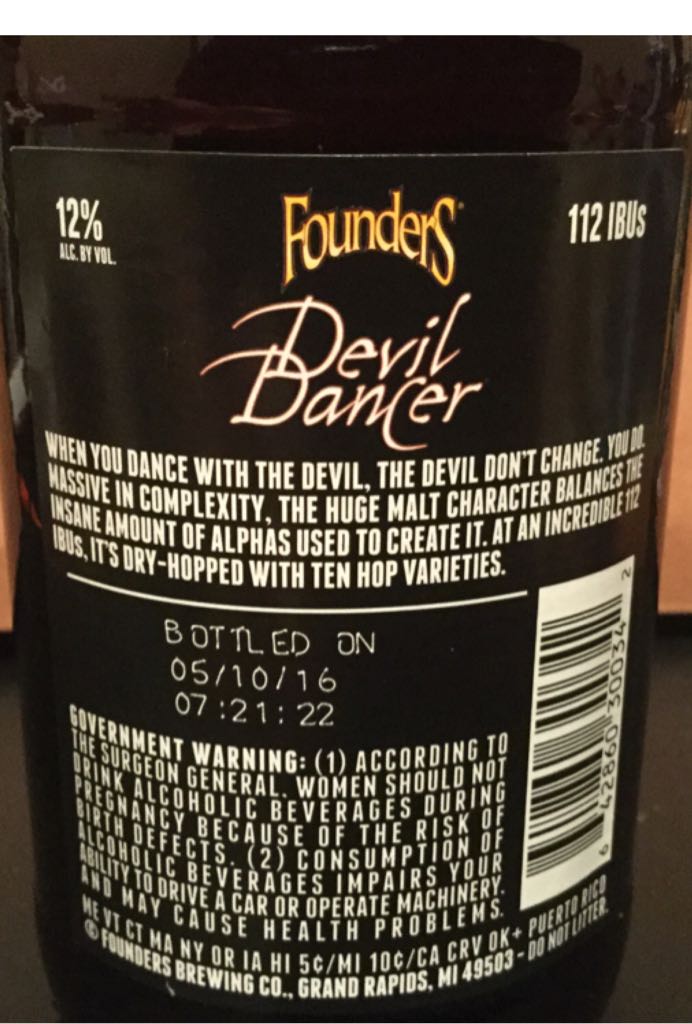 12%
ALC. BY VOL.
Founders
112 IBUs
Devil
Dancer
WHEN YOU DANCE WITH THE DEVIL, THE DEVIL DON'T CHANGE. YOU DO.
MASSIVE IN COMPLEXITY, THE HUGE MALT CHARACTER BALANCES THE
INSANE AMOUNT OF ALPHAS USED TO CREATE IT. AT AN INCREDIBLE 112
IBUS, IT'S DRY-HOPPED WITH TEN HOP VARIETIES.
BOTTLED ON
05/10/16
07:21:22
GOVERNMENT WARNING: (1) ACCORDING TO
THE SURGEON GENERAL, WOMEN SHOULD NOT
DRINK ALCOHOLIC BEVERAGES DURING
PREGNANCY BECAUSE OF THE RISK OF
BIRTH DEFECTS. (2) CONSUMPTION OF
ALCOHOLIC BEVERAGES IMPAIRS YOUR
ABILITY TO DRIVE A CAR OR OPERATE MACHINERY,
AND MAY CAUSE HEALTH PROBLEMS.
ME VT CT MA NY OR IA HI 5¢/MI 10¢/CA CRV OK+ PUERTO RICO
© FOUNDERS BREWING CO., GRAND RAPIDS, MI 49503 - DO NOT LITTER.
6 42860 30034 2